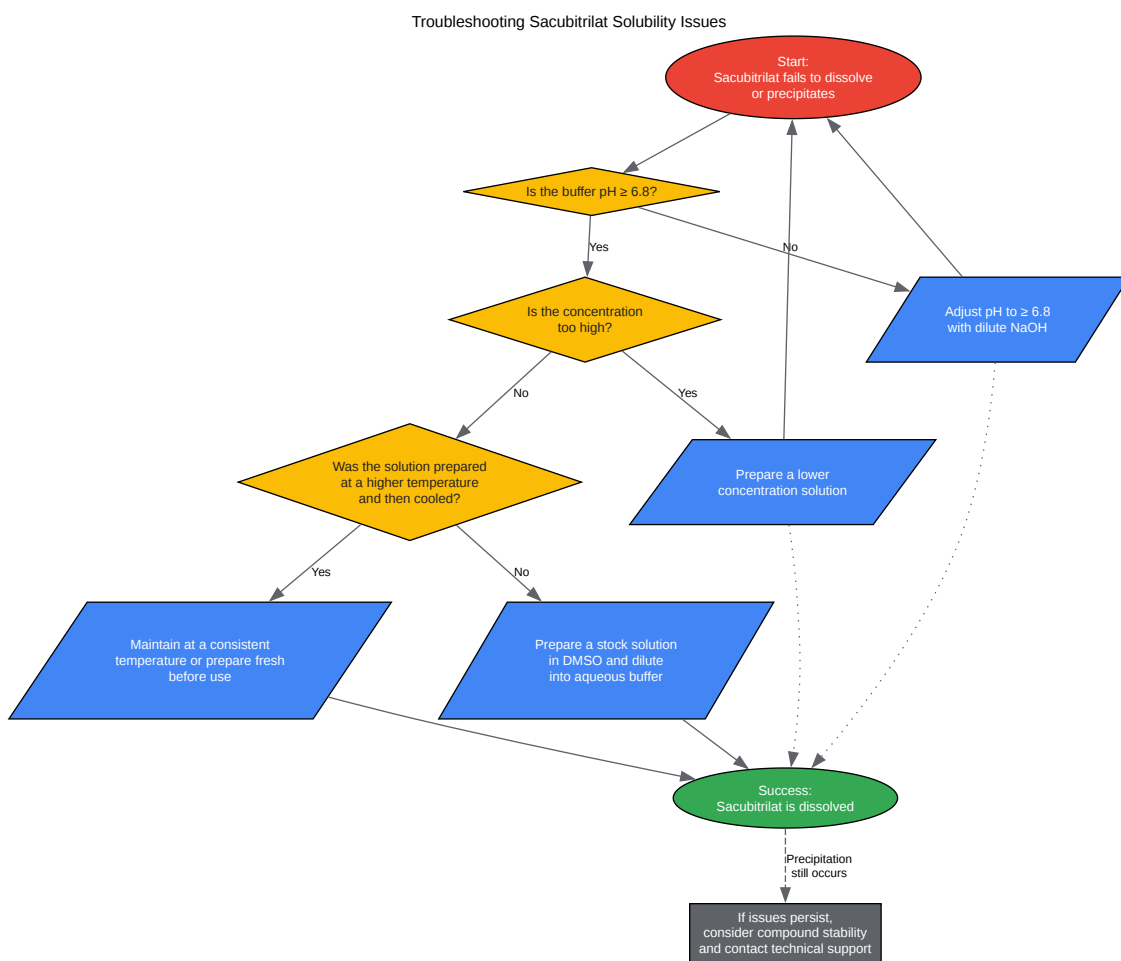 Troubleshooting Sacubitrilat Solubility Issues
Start:
Sacubitrilat fails to dissolve
or precipitates
Is the buffer pH ≥ 6.8?
Yes
No
Is the concentration
too high?
Adjust pH to ≥ 6.8
with dilute NaOH
No
Yes
Was the solution prepared
at a higher temperature
and then cooled?
Prepare a lower
concentration solution
Yes
No
Maintain at a consistent
temperature or prepare fresh
before use
Prepare a stock solution
in DMSO and dilute
into aqueous buffer
Success:
Sacubitrilat is dissolved
Precipitation
still occurs
If issues persist,
consider compound stability
and contact technical support